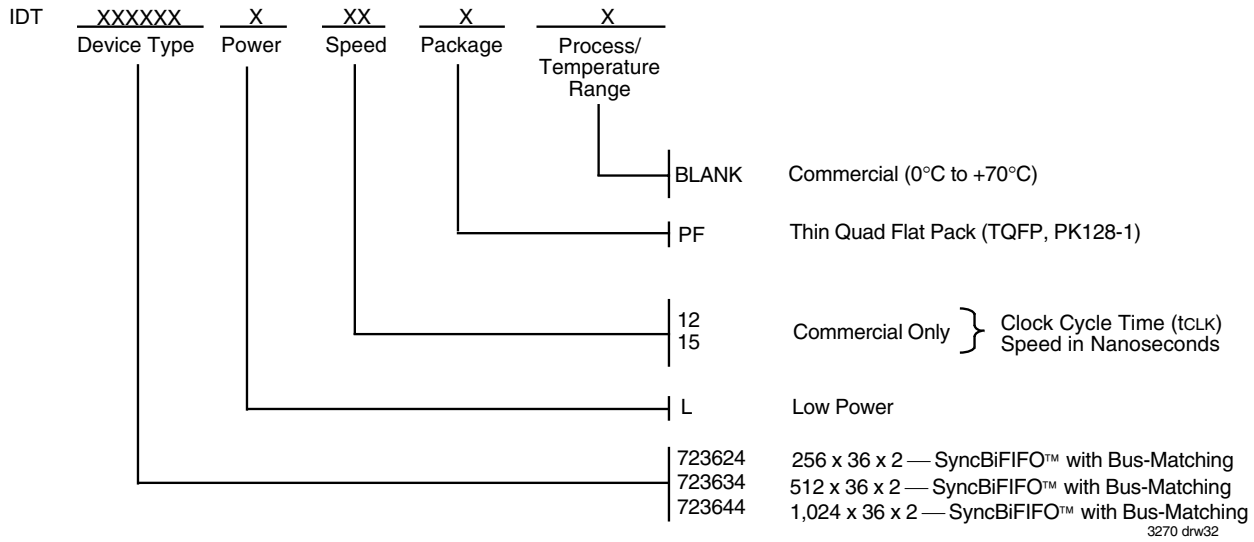 IDT XXXXXX X XX X X
Device Type Power Speed Package Process/
Temperature
Range
BLANK Commercial (0°C to +70°C)
PF Thin Quad Flat Pack (TQFP, PK128-1)
12
15
Commercial Only } Clock Cycle Time (tCLK)
Speed in Nanoseconds
L Low Power
723624 256 x 36 x 2 — SyncBiFIFO™ with Bus-Matching
723634 512 x 36 x 2 — SyncBiFIFO™ with Bus-Matching
723644 1,024 x 36 x 2 — SyncBiFIFO™ with Bus-Matching
3270 drw32